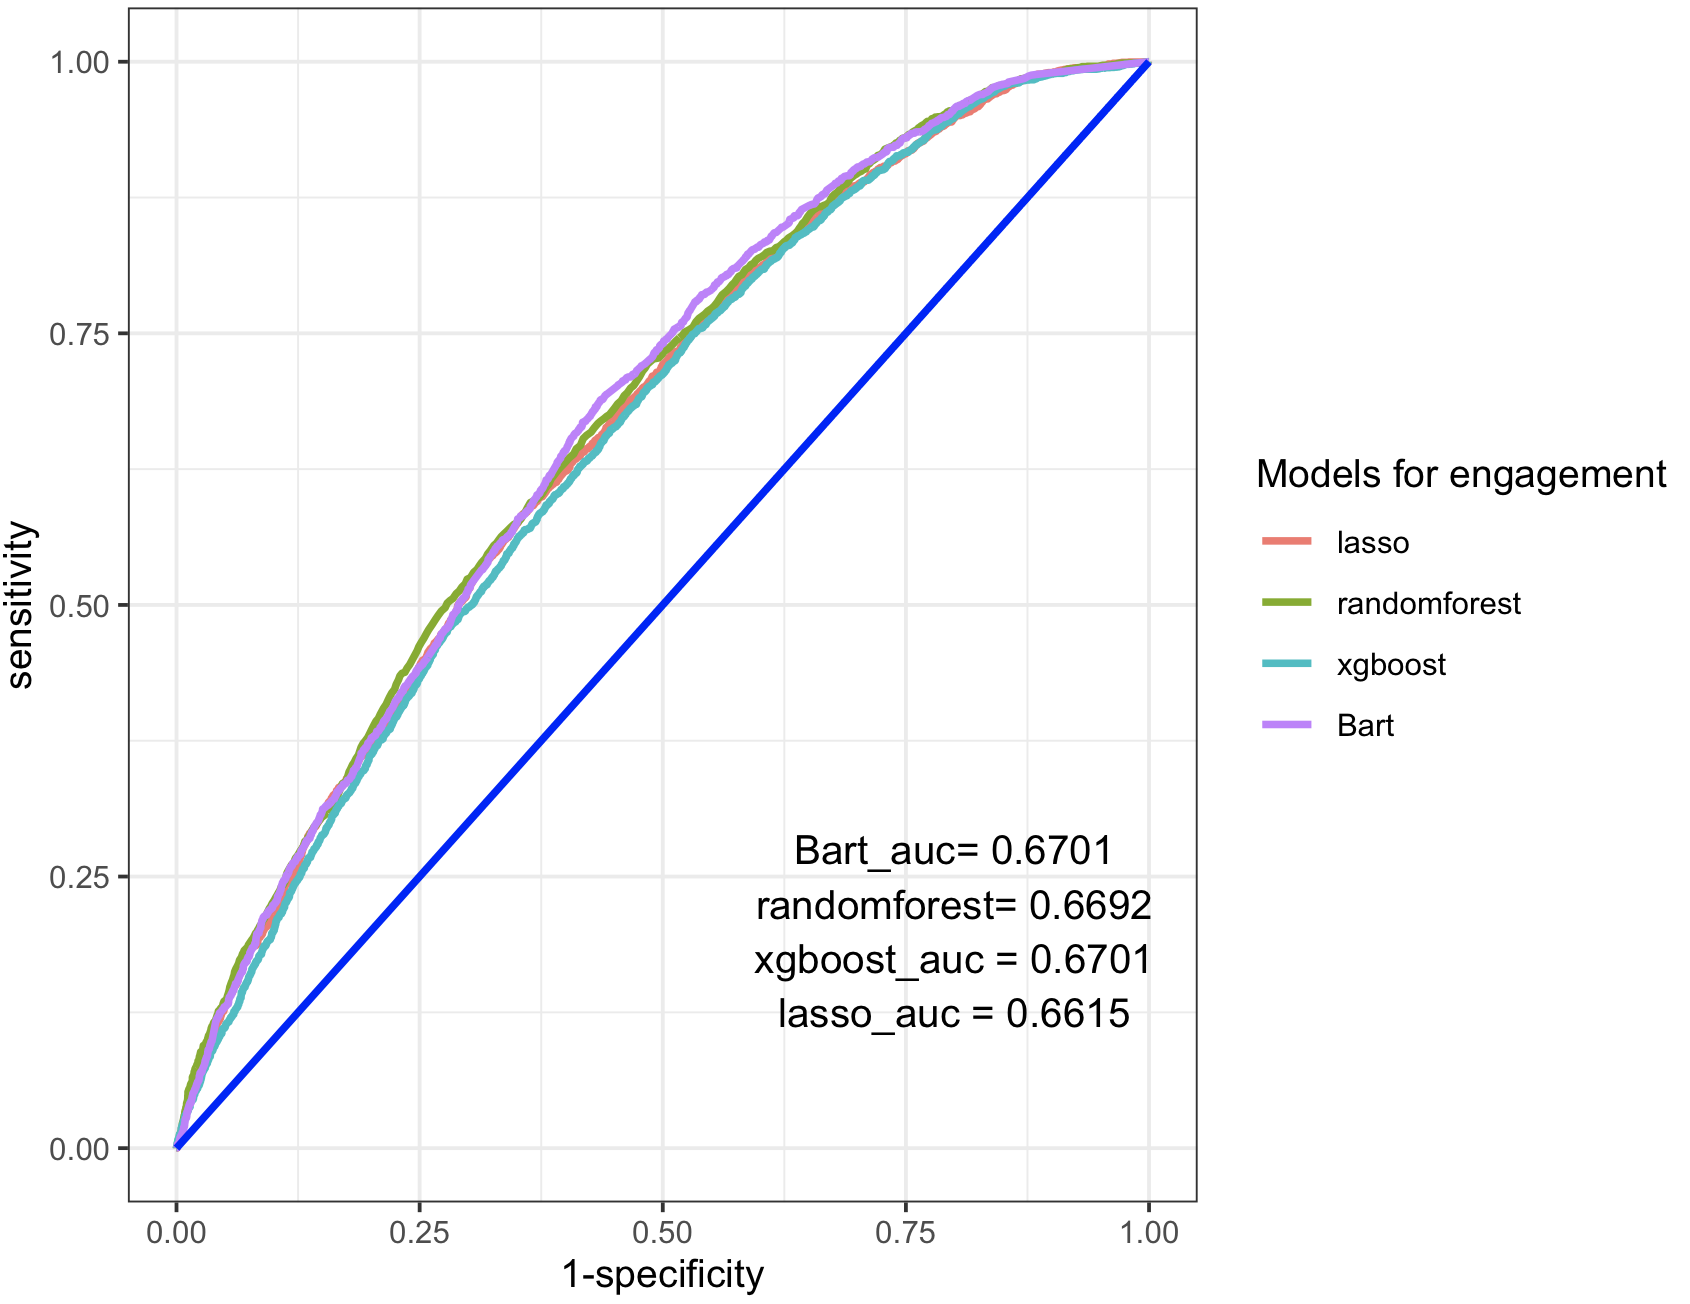 1.00
0.75
0.50
0.25
0.00
sensitivity
0.00 0.25 0.50 0.75 1.00
1-specificity
Bart_auc= 0.6701
randomforest= 0.6692
xgboost_auc = 0.6701
lasso_auc = 0.6615
Models for engagement
lasso
randomforest
xgboost
Bart